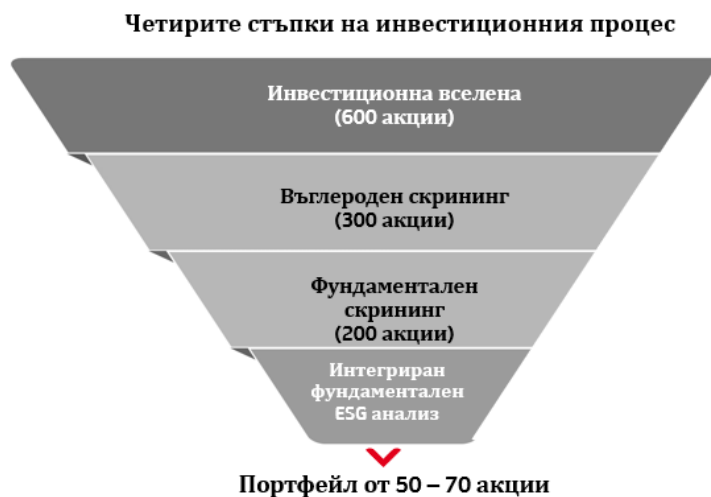 Четирите стъпки на инвестиционния процес
Инвестиционна вселена
(600 акции)
Въглероден скрининг
(300 акции)
Фундаментален
скрининг
(200 акции)
Интегриран
фундаментален
ESG анализ
Портфейл от 50 – 70 акции